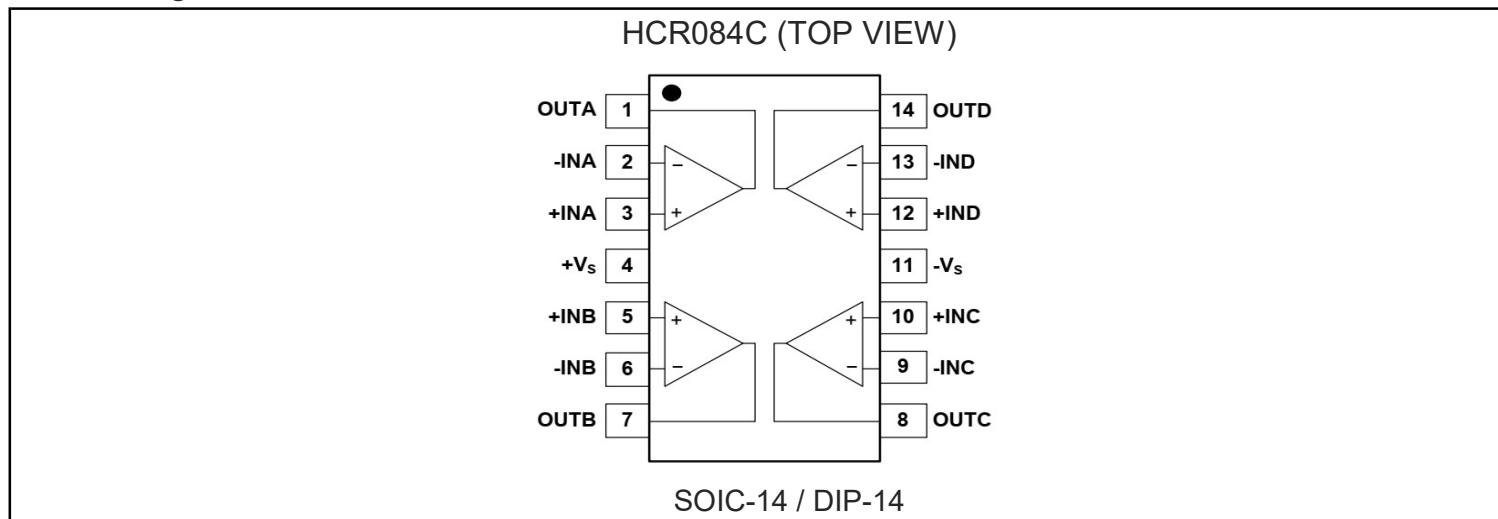 HCR084C (TOP VIEW)
OUTA 1 14 OUTD
-INA 2 − − 13 -IND
+INA 3 + + 12 +IND
+Vs 4 11 -Vs
+INB 5 + + 10 +INC
-INB 6 − − 9 -INC
OUTB 7 8 OUTC
SOIC-14 / DIP-14